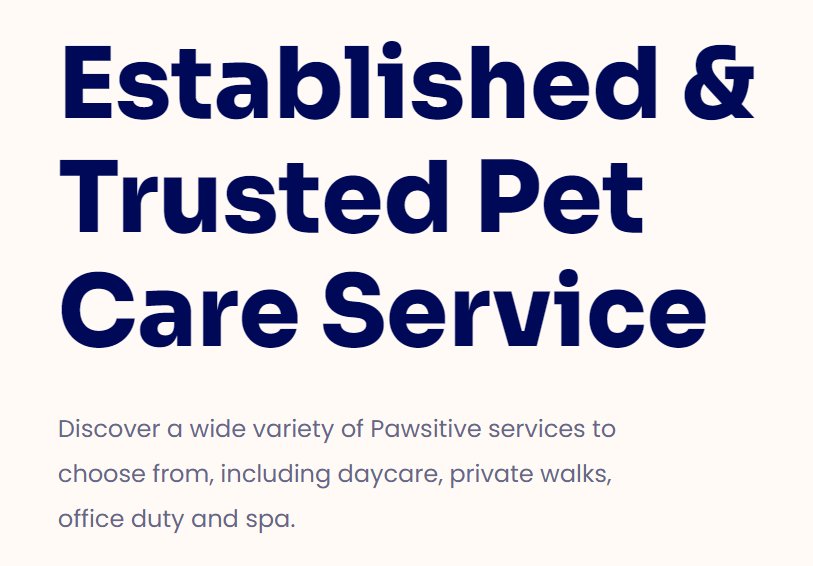 Established &
Trusted Pet
Care Service
Discover a wide variety of Pawsitive services to
choose from, including daycare, private walks,
office duty and spa.